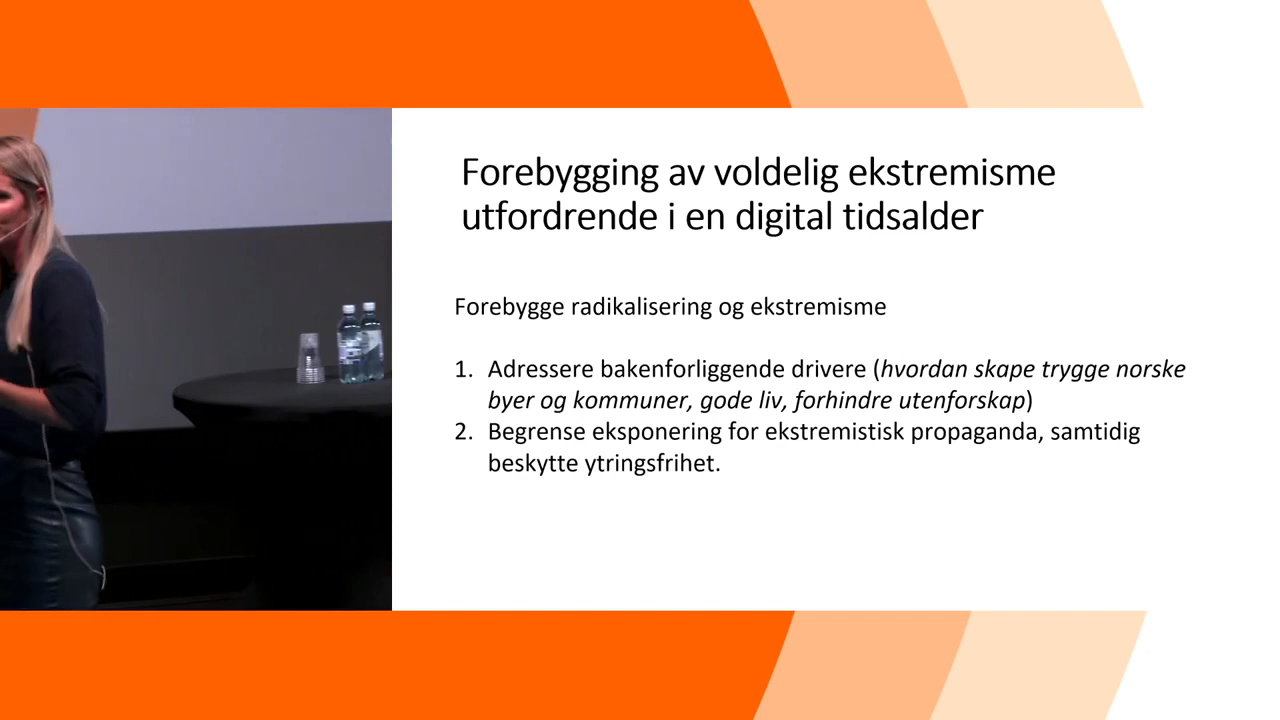 Forebygging av voldelig ekstremisme
utfordrende i en digital tidsalder
Forebygge radikalisering og ekstremisme
1. Adressere bakenforliggende drivere (hvordan skape trygge norske
byer og kommuner, gode liv, forhindre utenforskap)
2. Begrense eksponering for ekstremistisk propaganda, samtidig
beskytte ytringsfrihet.